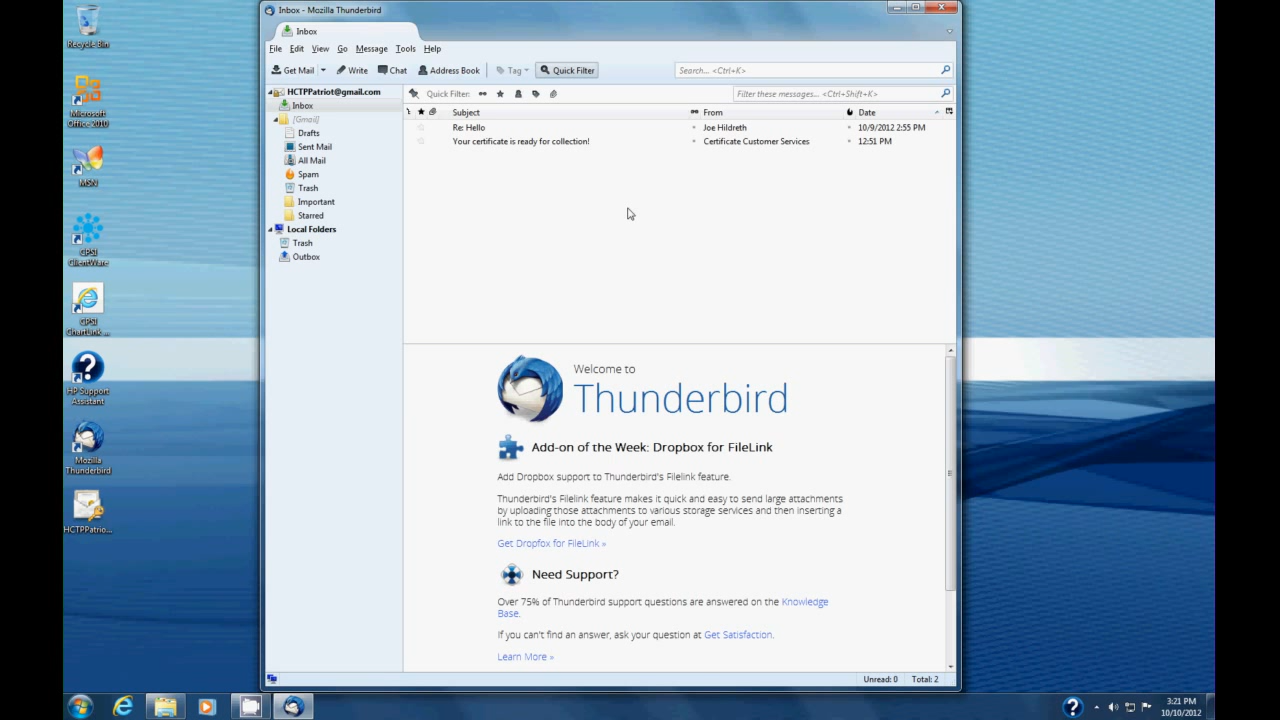 Inbox - Mozilla Thunderbird
Inbox
File Edit View Go Message Tools Help
Get Mail Write Chat Address Book Tag Quick Filter Search... <Ctrl+K>
Quick Filter: Filter these messages... <Ctrl+Shift+K>
Subject From Date
Re: Hello Joe Hildreth 10/9/2012 2:55 PM
Your certificate is ready for collection! Certificate Customer Services 12:51 PM
HCTPPatriot@gmail.com
Inbox
[Gmail]
Drafts
Sent Mail
All Mail
Spam
Trash
Important
Starred
Local Folders
Trash
Outbox
Welcome to
Thunderbird
Add-on of the Week: Dropbox for FileLink
Add Dropbox support to Thunderbird's Filelink feature.
Thunderbird's Filelink feature makes it quick and easy to send large attachments
by uploading those attachments to various storage services and then inserting a
link to the file into the body of your email.
Get Dropfox for FileLink »
Need Support?
Over 75% of Thunderbird support questions are answered on the Knowledge
Base.
If you can't find an answer, ask your question at Get Satisfaction.
Learn More »
Unread: 0 Total: 2
Recycle Bin
Microsoft
Office 2010
MSN
CPSI
ClientWare
CPSI
ChartLink ...
HP Support
Assistant
Mozilla
Thunderbird
HCTPPatrio...
3:21 PM
10/10/2012